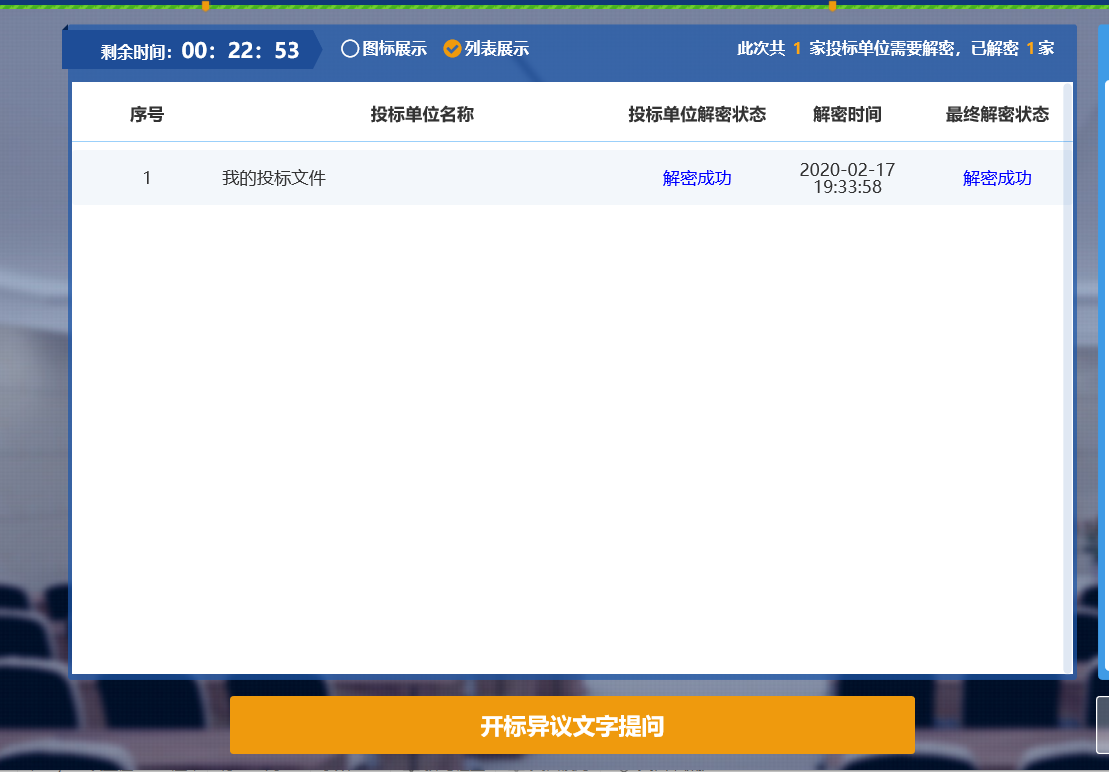 剩余时间：00：22：53 图标展示 列表展示 此次共 1 家投标单位需要解密，已解密 1 家
序号 投标单位名称 投标单位解密状态 解密时间 最终解密状态
1 我的投标文件 解密成功 2020-02-17 19:33:58 解密成功
开标异议文字提问